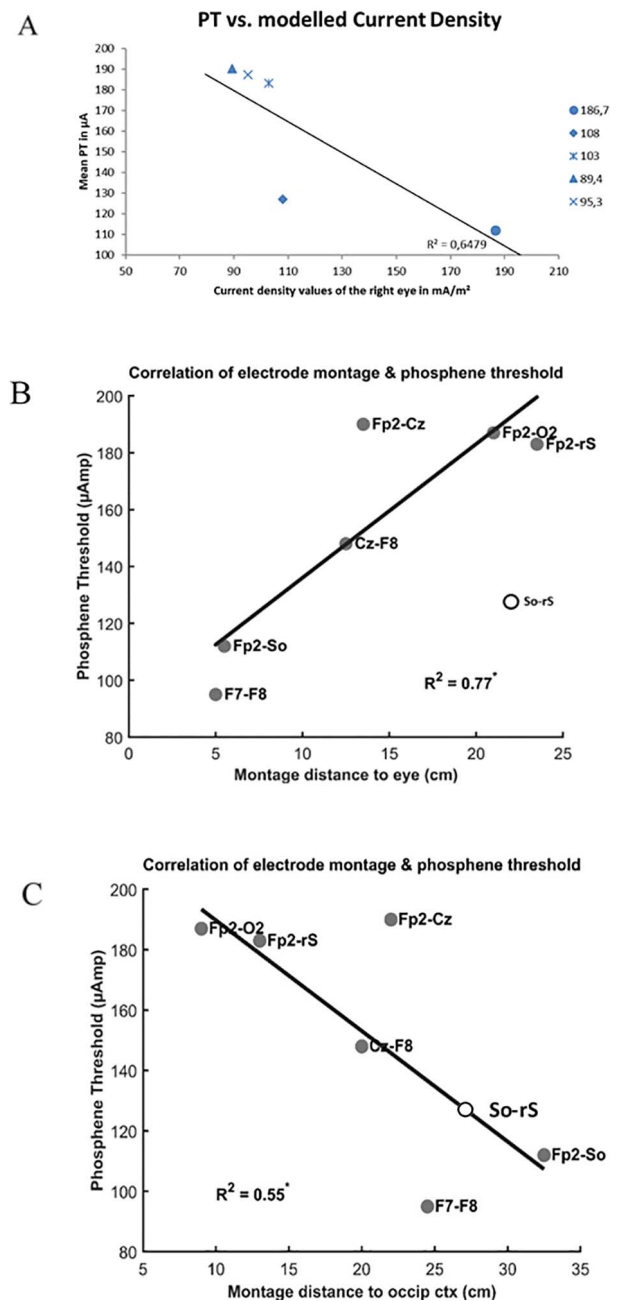 A
PT vs. modelled Current Density
Mean PT in µA
200
190
180
170
160
150
140
130
120
110
100
R² = 0,6479
50 70 90 110 130 150 170 190 210
Current density values of the right eye in mA/m²
186,7
108
103
89,4
95,3
B
Correlation of electrode montage & phosphene threshold
Phosphene Threshold (µAmp)
200
180
160
140
120
100
80
Fp2-Cz
Fp2-O2
Fp2-rS
Cz-F8
So-rS
Fp2-So
F7-F8
R² = 0.77*
0 5 10 15 20 25
Montage distance to eye (cm)
C
Correlation of electrode montage & phosphene threshold
Phosphene Threshold (µAmp)
200
180
160
140
120
100
80
Fp2-O2
Fp2-rS
Fp2-Cz
Cz-F8
So-rS
Fp2-So
F7-F8
R² = 0.55*
5 10 15 20 25 30 35
Montage distance to occip ctx (cm)